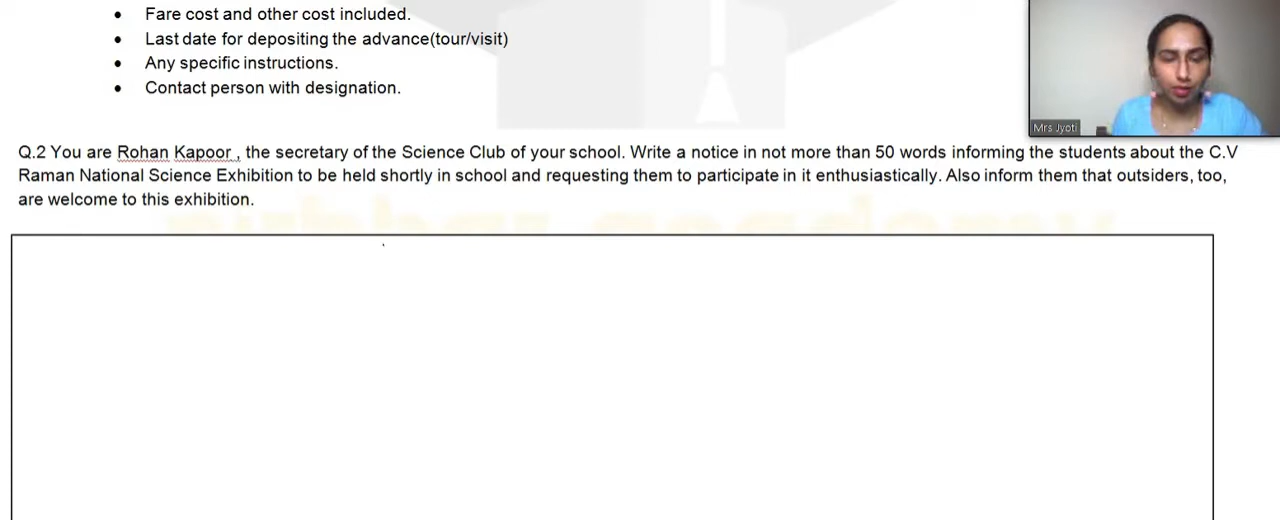 Fare cost and other cost included.
Last date for depositing the advance(tour/visit)
Any specific instructions.
Contact person with designation.
Mrs Jyoti
Q.2 You are Rohan Kapoor , the secretary of the Science Club of your school. Write a notice in not more than 50 words informing the students about the C.V
Raman National Science Exhibition to be held shortly in school and requesting them to participate in it enthusiastically. Also inform them that outsiders, too,
are welcome to this exhibition.